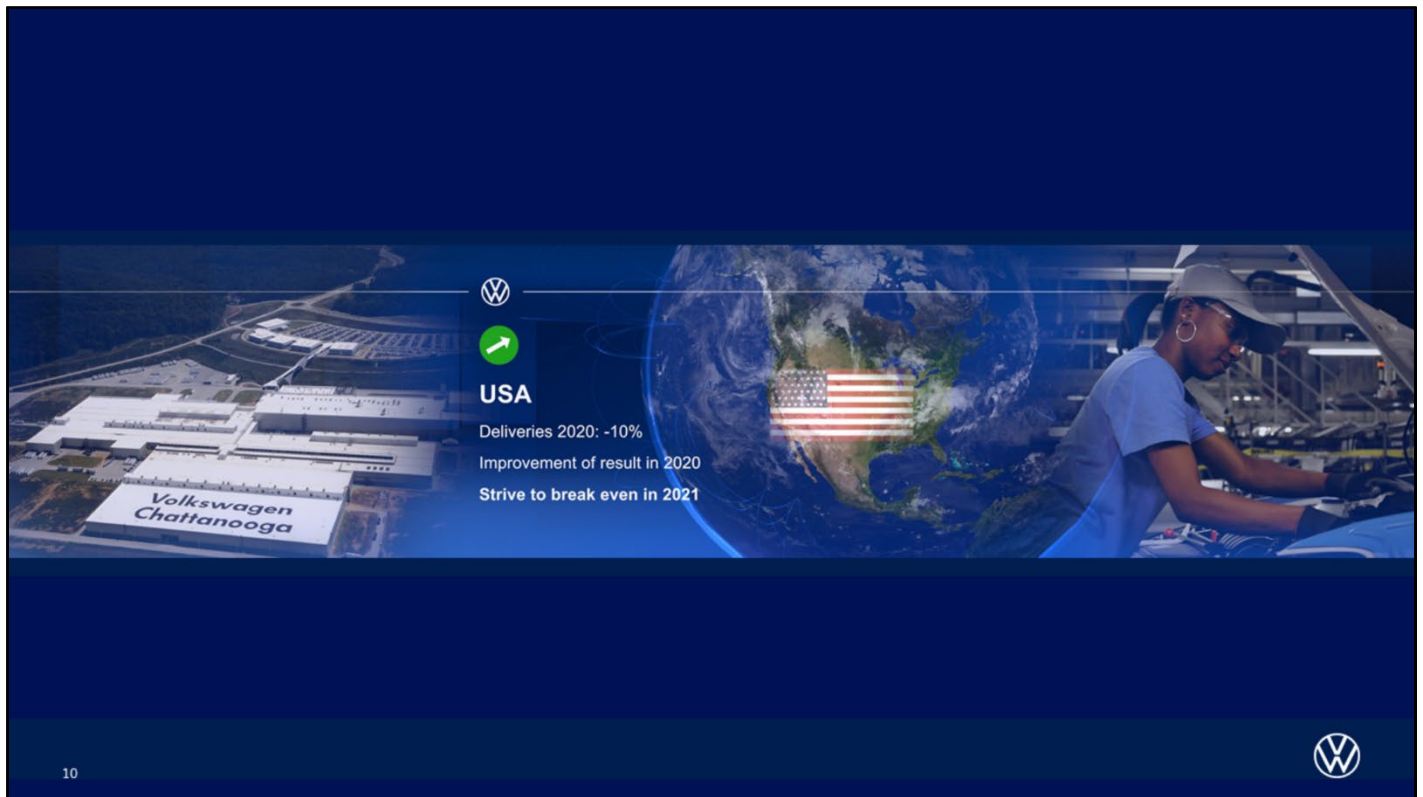 USA
Deliveries 2020: -10%
Improvement of result in 2020
Strive to break even in 2021
Volkswagen
Chattanooga
10